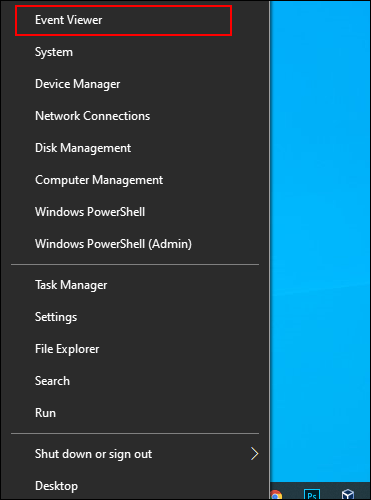 Event Viewer
System
Device Manager
Network Connections
Disk Management
Computer Management
Windows PowerShell
Windows PowerShell (Admin)
Task Manager
Settings
File Explorer
Search
Run
Shut down or sign out
Desktop
Ps